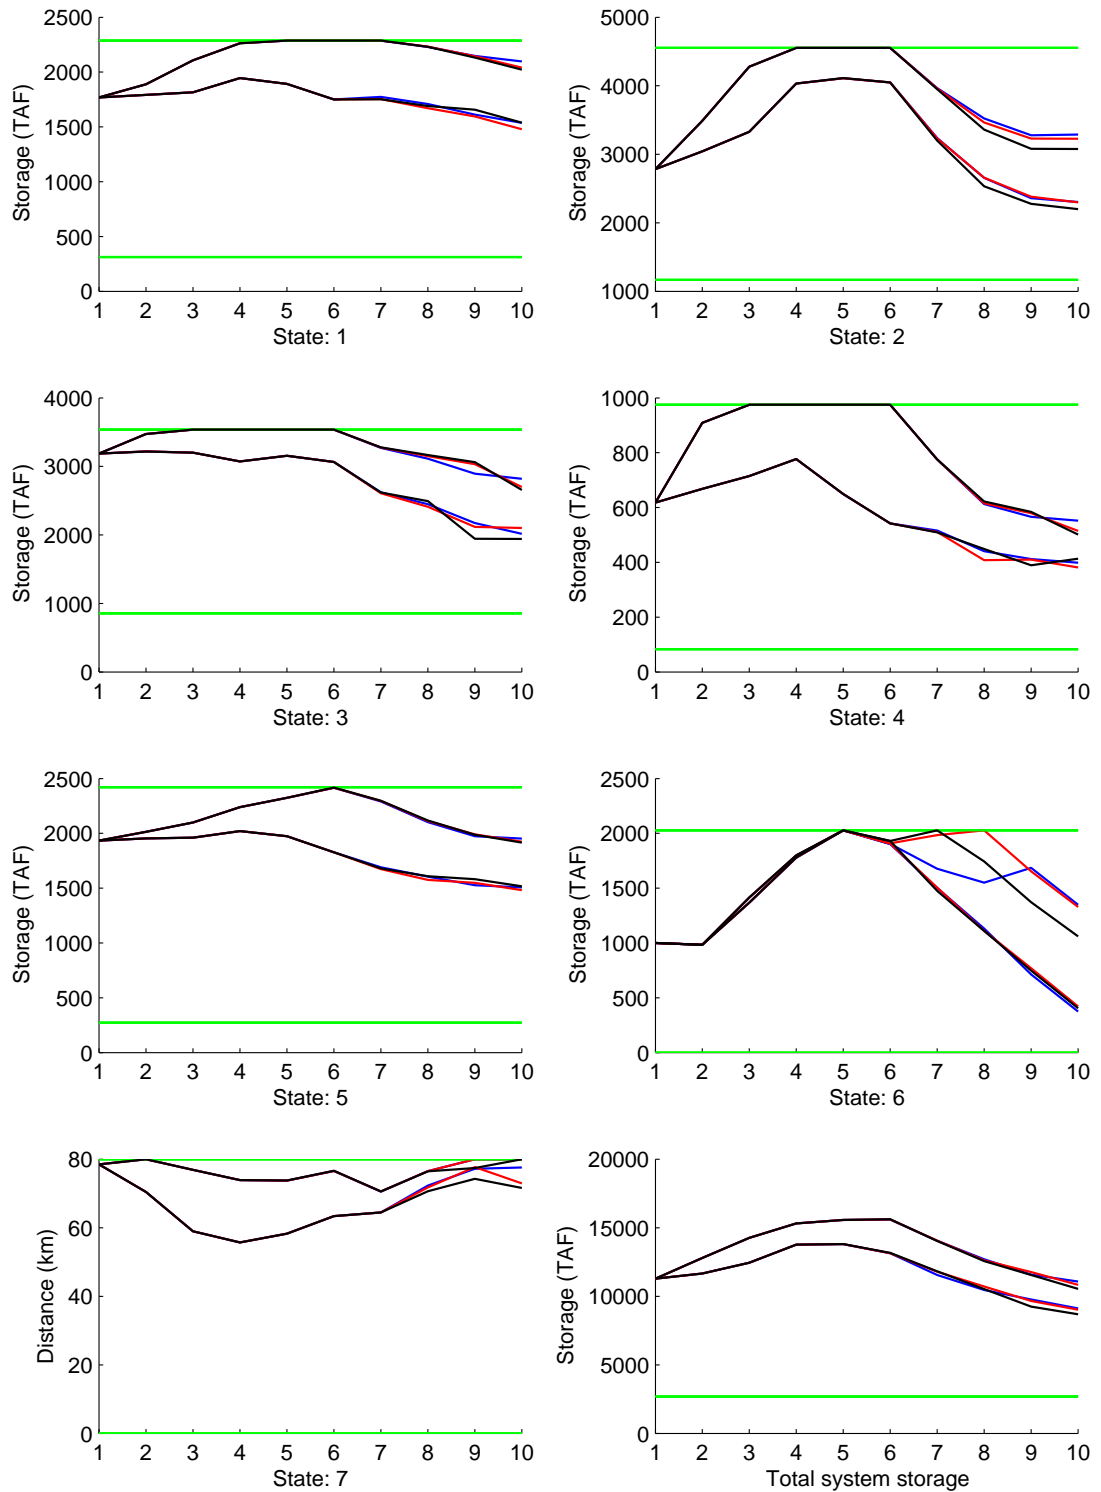 2500
2000
1500
1000
500
0
Storage (TAF)
1 2 3 4 5 6 7 8 9 10
State: 1
5000
4000
3000
2000
1000
Storage (TAF)
1 2 3 4 5 6 7 8 9 10
State: 2
4000
3000
2000
1000
0
Storage (TAF)
1 2 3 4 5 6 7 8 9 10
State: 3
1000
800
600
400
200
0
Storage (TAF)
1 2 3 4 5 6 7 8 9 10
State: 4
2500
2000
1500
1000
500
0
Storage (TAF)
1 2 3 4 5 6 7 8 9 10
State: 5
2500
2000
1500
1000
500
0
Storage (TAF)
1 2 3 4 5 6 7 8 9 10
State: 6
80
60
40
20
0
Distance (km)
1 2 3 4 5 6 7 8 9 10
State: 7
20000
15000
10000
5000
0
Storage (TAF)
1 2 3 4 5 6 7 8 9 10
Total system storage